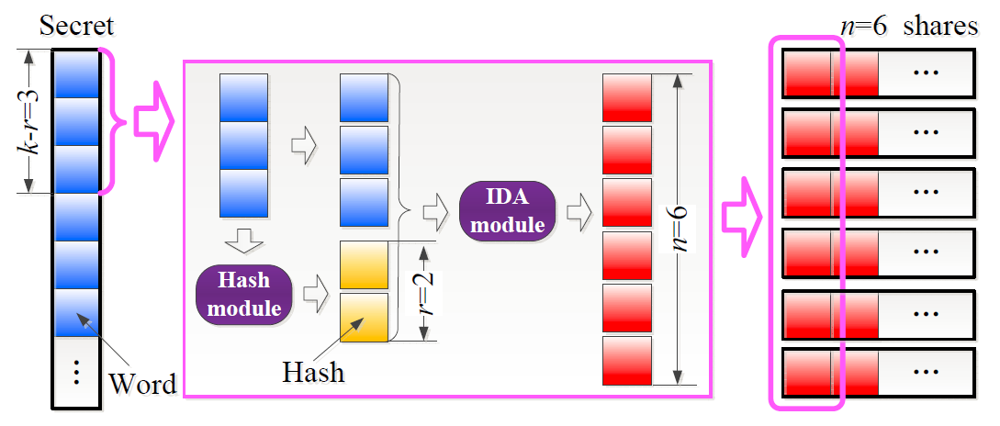 Secret
n=6 shares
k-r=3
...
Word
Hash
module
Hash
r=2
IDA
module
n=6
...
...
...
...
...
...